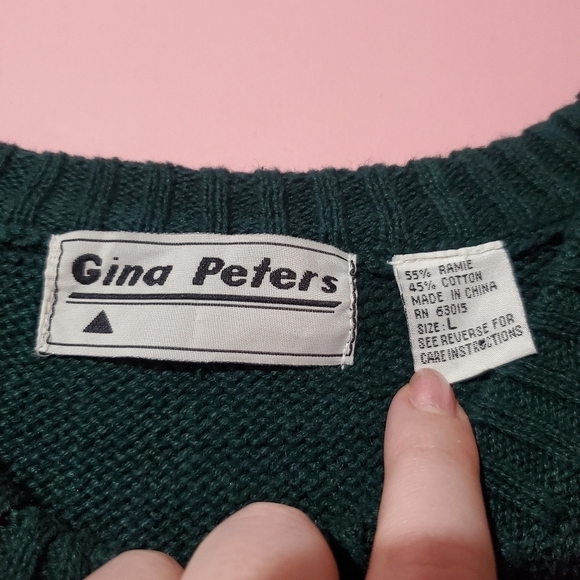 Gina Peters
55% RAMIE
45% COTTON
MADE IN CHINA
RN 63015
SIZE: L
SEE REVERSE FOR
CARE INSTRUCTIONS